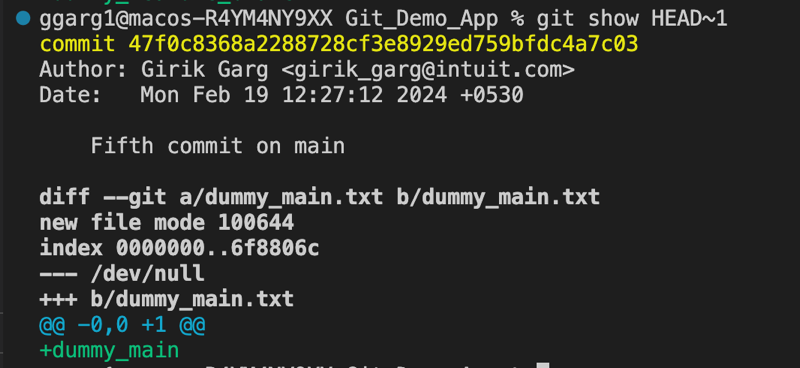 ggarg1@macos-R4YM4NY9XX Git_Demo_App % git show HEAD~1
commit 47f0c8368a2288728cf3e8929ed759bfdc4a7c03
Author: Girik Garg <girik_garg@intuit.com>
Date:   Mon Feb 19 12:27:12 2024 +0530
Fifth commit on main
diff --git a/dummy_main.txt b/dummy_main.txt
new file mode 100644
index 0000000..6f8806c
--- /dev/null
+++ b/dummy_main.txt
@@ -0,0 +1 @@
+dummy_main